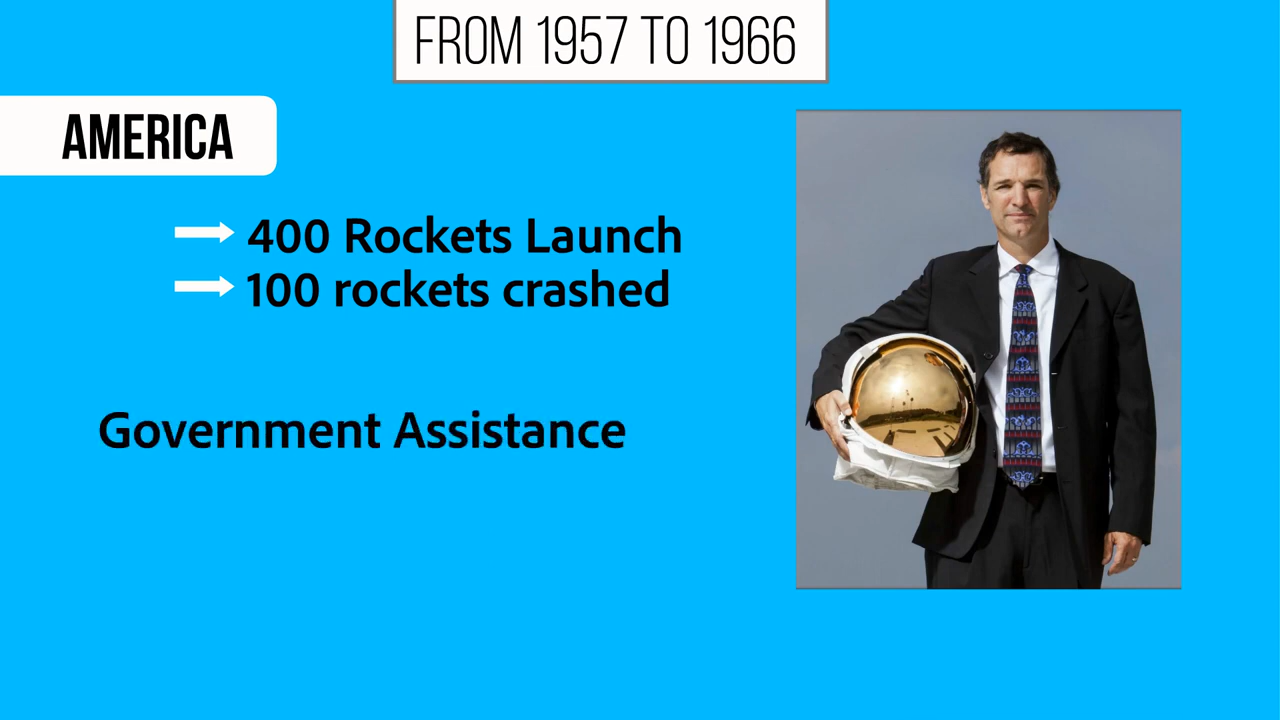 FROM 1957 TO 1966
AMERICA
400 Rockets Launch
100 rockets crashed
Government Assistance